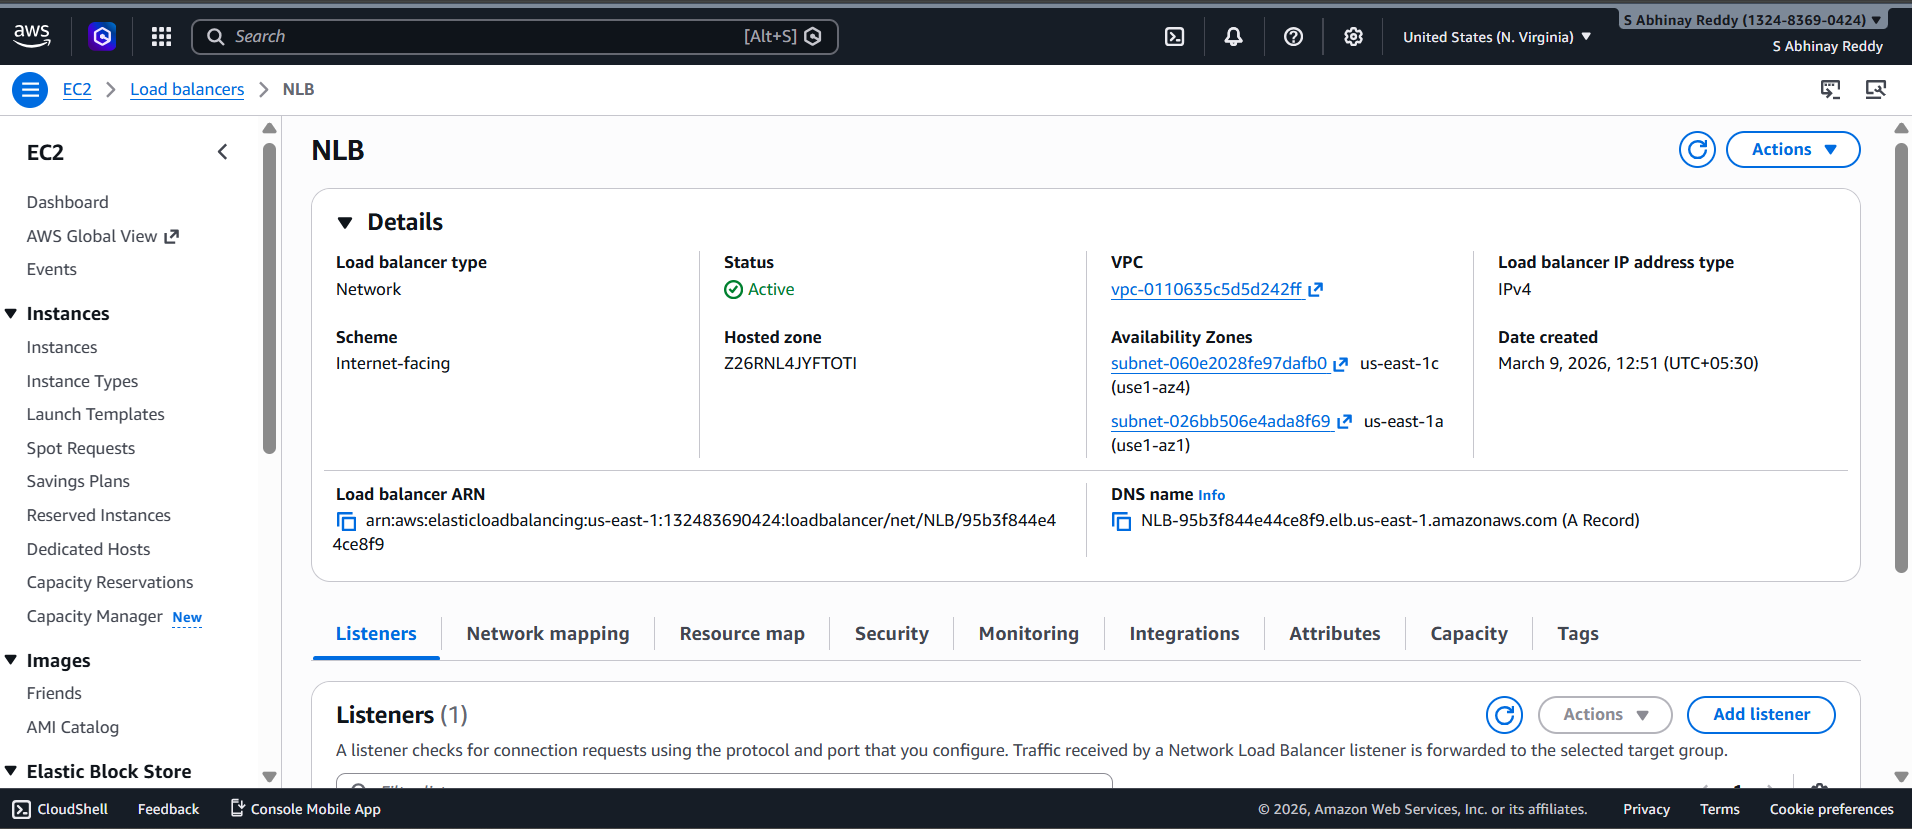 aws
Search [Alt+S]
United States (N. Virginia)
S Abhinay Reddy (1324-8369-0424)
S Abhinay Reddy
EC2 > Load balancers > NLB
EC2
Dashboard
AWS Global View
Events
Instances
Instances
Instance Types
Launch Templates
Spot Requests
Savings Plans
Reserved Instances
Dedicated Hosts
Capacity Reservations
Capacity Manager New
Images
Friends
AMI Catalog
Elastic Block Store
NLB
Actions
Details
Load balancer type
Network
Status
Active
VPC
vpc-0110635c5d5d242ff
Load balancer IP address type
IPv4
Scheme
Internet-facing
Hosted zone
Z26RNL4JYFTOTI
Availability Zones
subnet-060e2028fe97dafb0 us-east-1c
(use1-az4)
subnet-026bb506e4ada8f69 us-east-1a
(use1-az1)
Date created
March 9, 2026, 12:51 (UTC+05:30)
Load balancer ARN
arn:aws:elasticloadbalancing:us-east-1:132483690424:loadbalancer/net/NLB/95b3f844e4
4ce8f9
DNS name Info
NLB-95b3f844e44ce8f9.elb.us-east-1.amazonaws.com (A Record)
Listeners Network mapping Resource map Security Monitoring Integrations Attributes Capacity Tags
Listeners (1)
Actions
Add listener
A listener checks for connection requests using the protocol and port that you configure. Traffic received by a Network Load Balancer listener is forwarded to the selected target group.
CloudShell Feedback Console Mobile App © 2026, Amazon Web Services, Inc. or its affiliates. Privacy Terms Cookie preferences